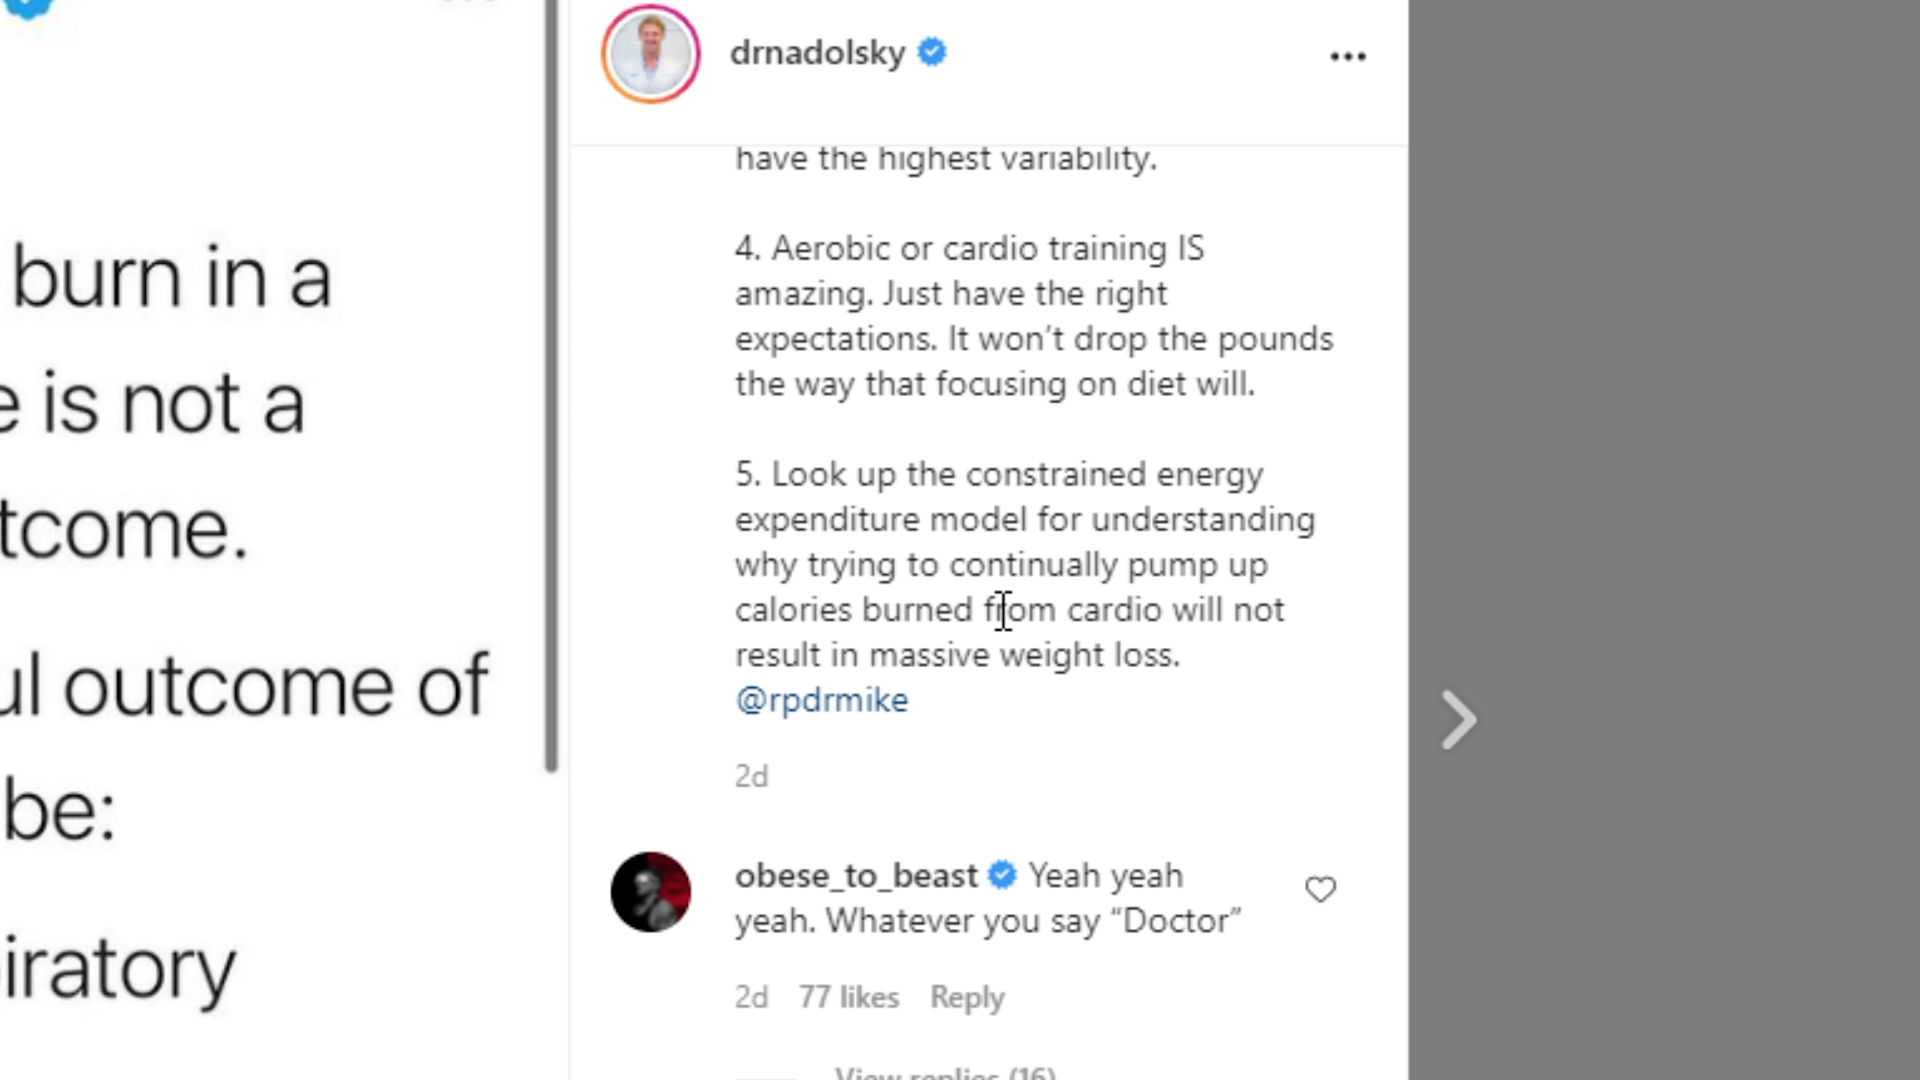 burn in a
e is not a
tcome.
ul outcome of
be:
iratory
drnadolsky
have the highest variability.
4. Aerobic or cardio training IS
amazing. Just have the right
expectations. It won’t drop the pounds
the way that focusing on diet will.
5. Look up the constrained energy
expenditure model for understanding
why trying to continually pump up
calories burned from cardio will not
result in massive weight loss.
@rpdrmike
2d
obese_to_beast Yeah yeah
yeah. Whatever you say “Doctor”
2d 77 likes Reply
View replies (16)